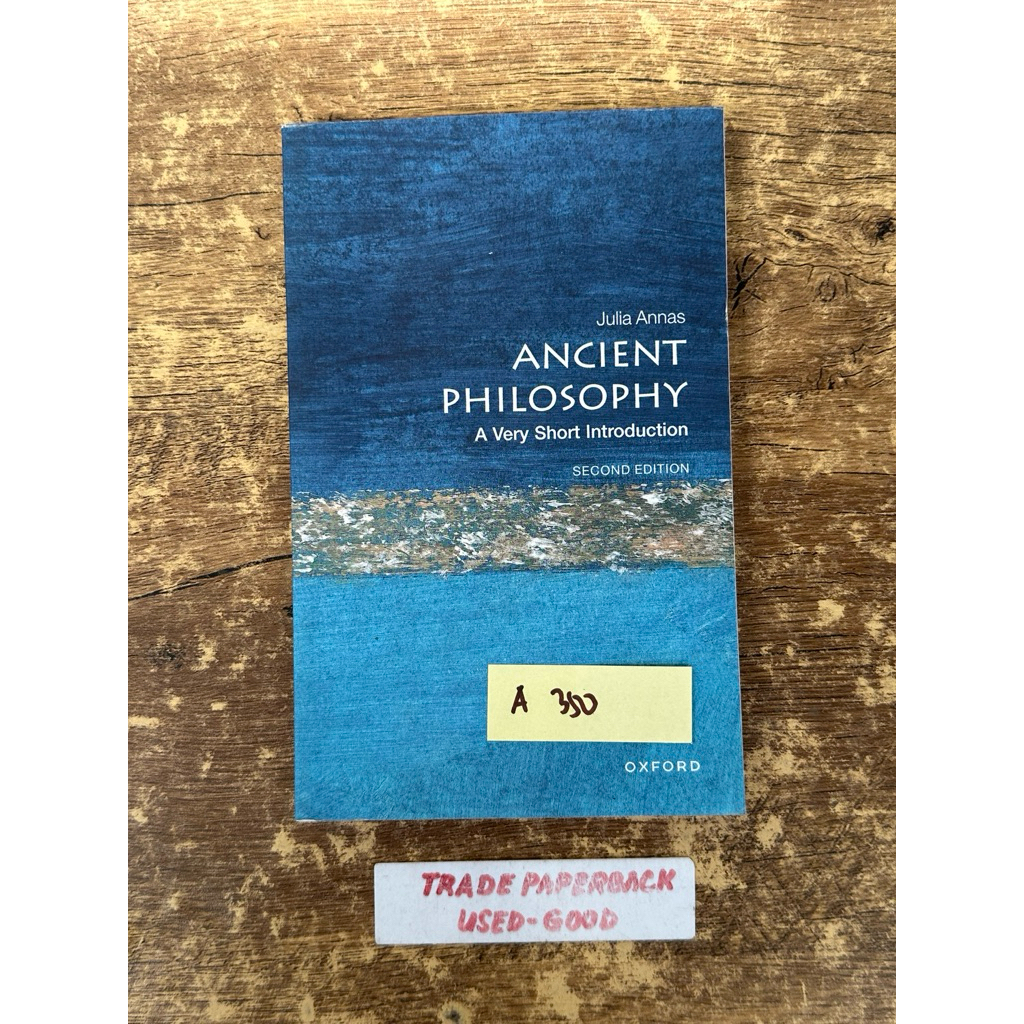 Julia Annas
ANCIENT
PHILOSOPHY
A Very Short Introduction
SECOND EDITION
A 350
OXFORD
TRADE PAPERBACK
USED-GOOD